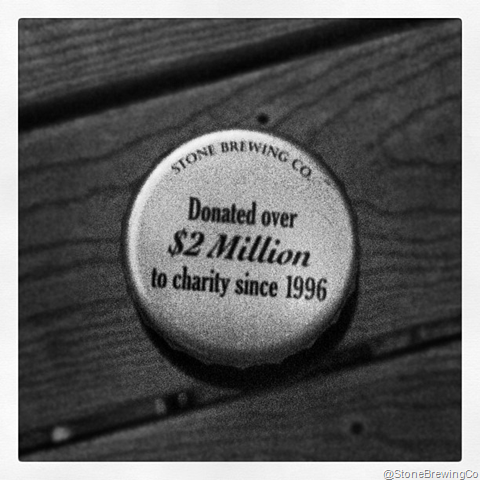 STONE BREWING CO.
Donated over
$2 Million
to charity since 1996
@StoneBrewingCo